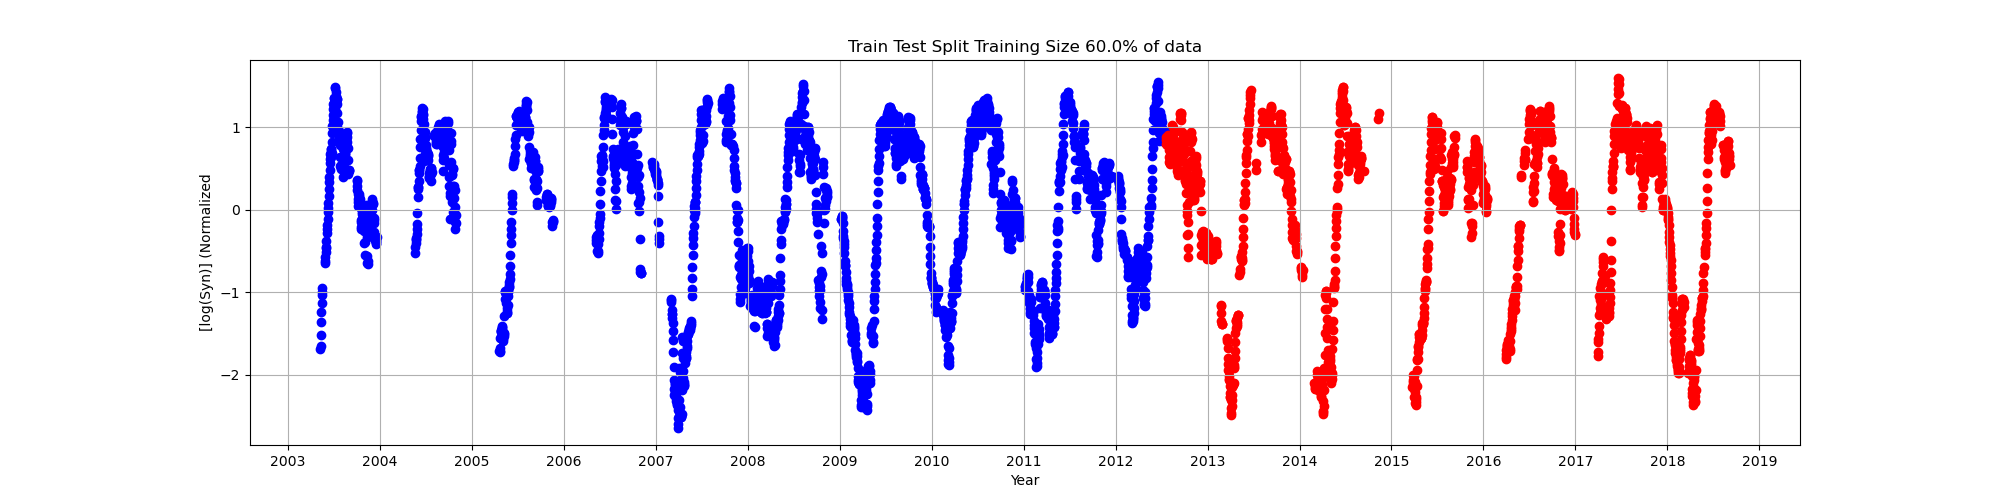 Train Test Split Training Size 60.0% of data
[log(Syn)] (Normalized
1
0
−1
−2
2003 2004 2005 2006 2007 2008 2009 2010 2011 2012 2013 2014 2015 2016 2017 2018 2019
Year